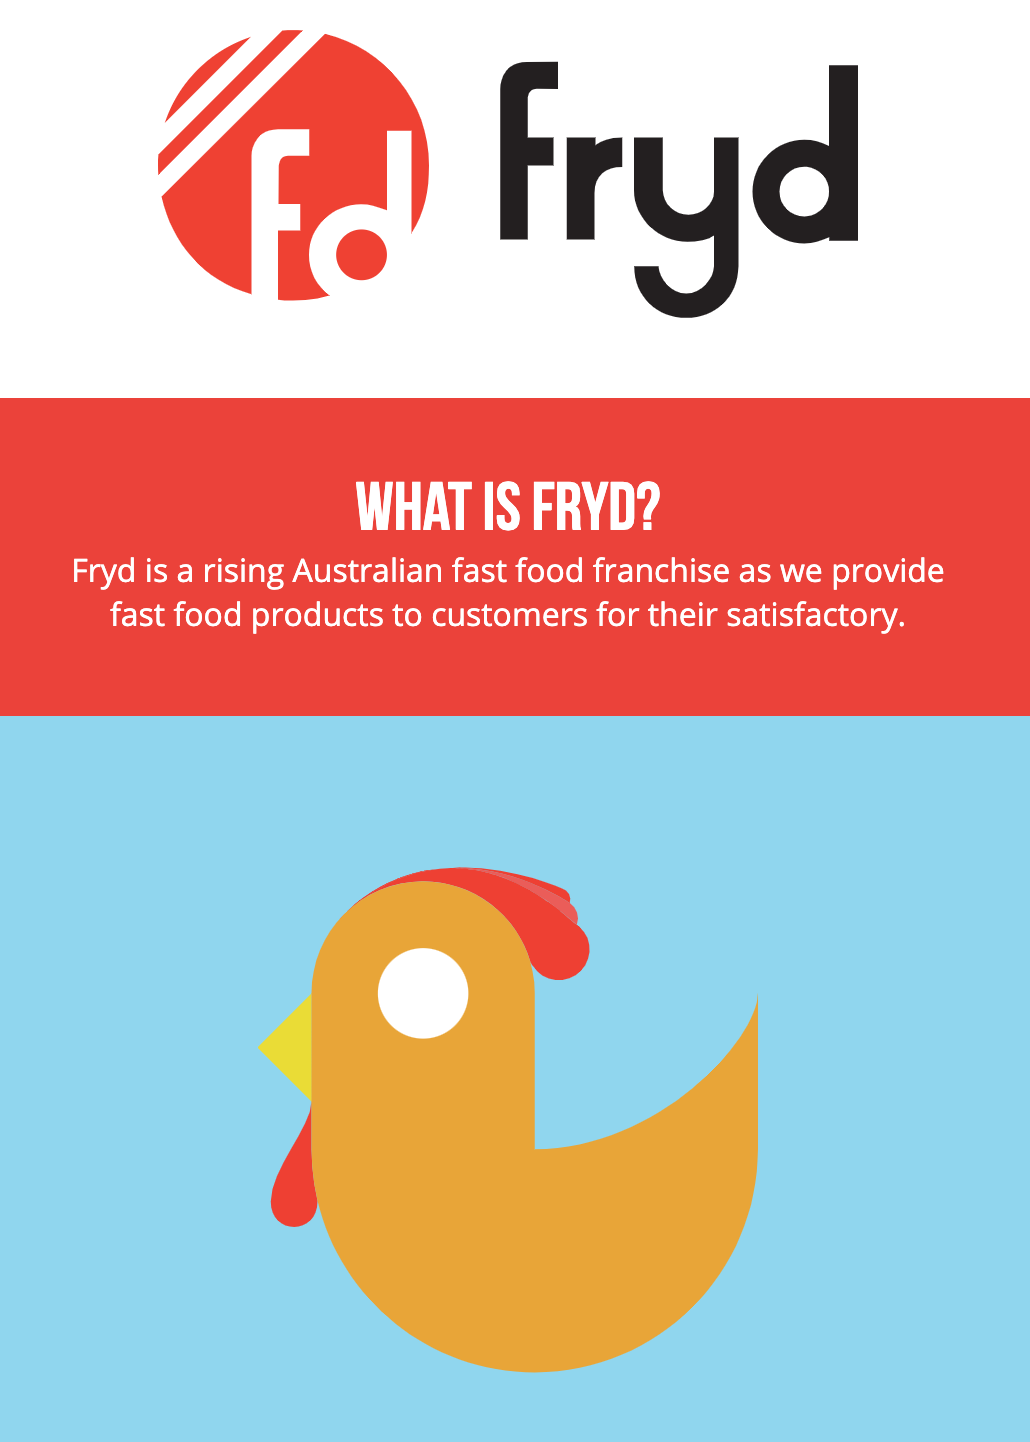 fd fryd
WHAT IS FRYD?
Fryd is a rising Australian fast food franchise as we provide
fast food products to customers for their satisfactory.